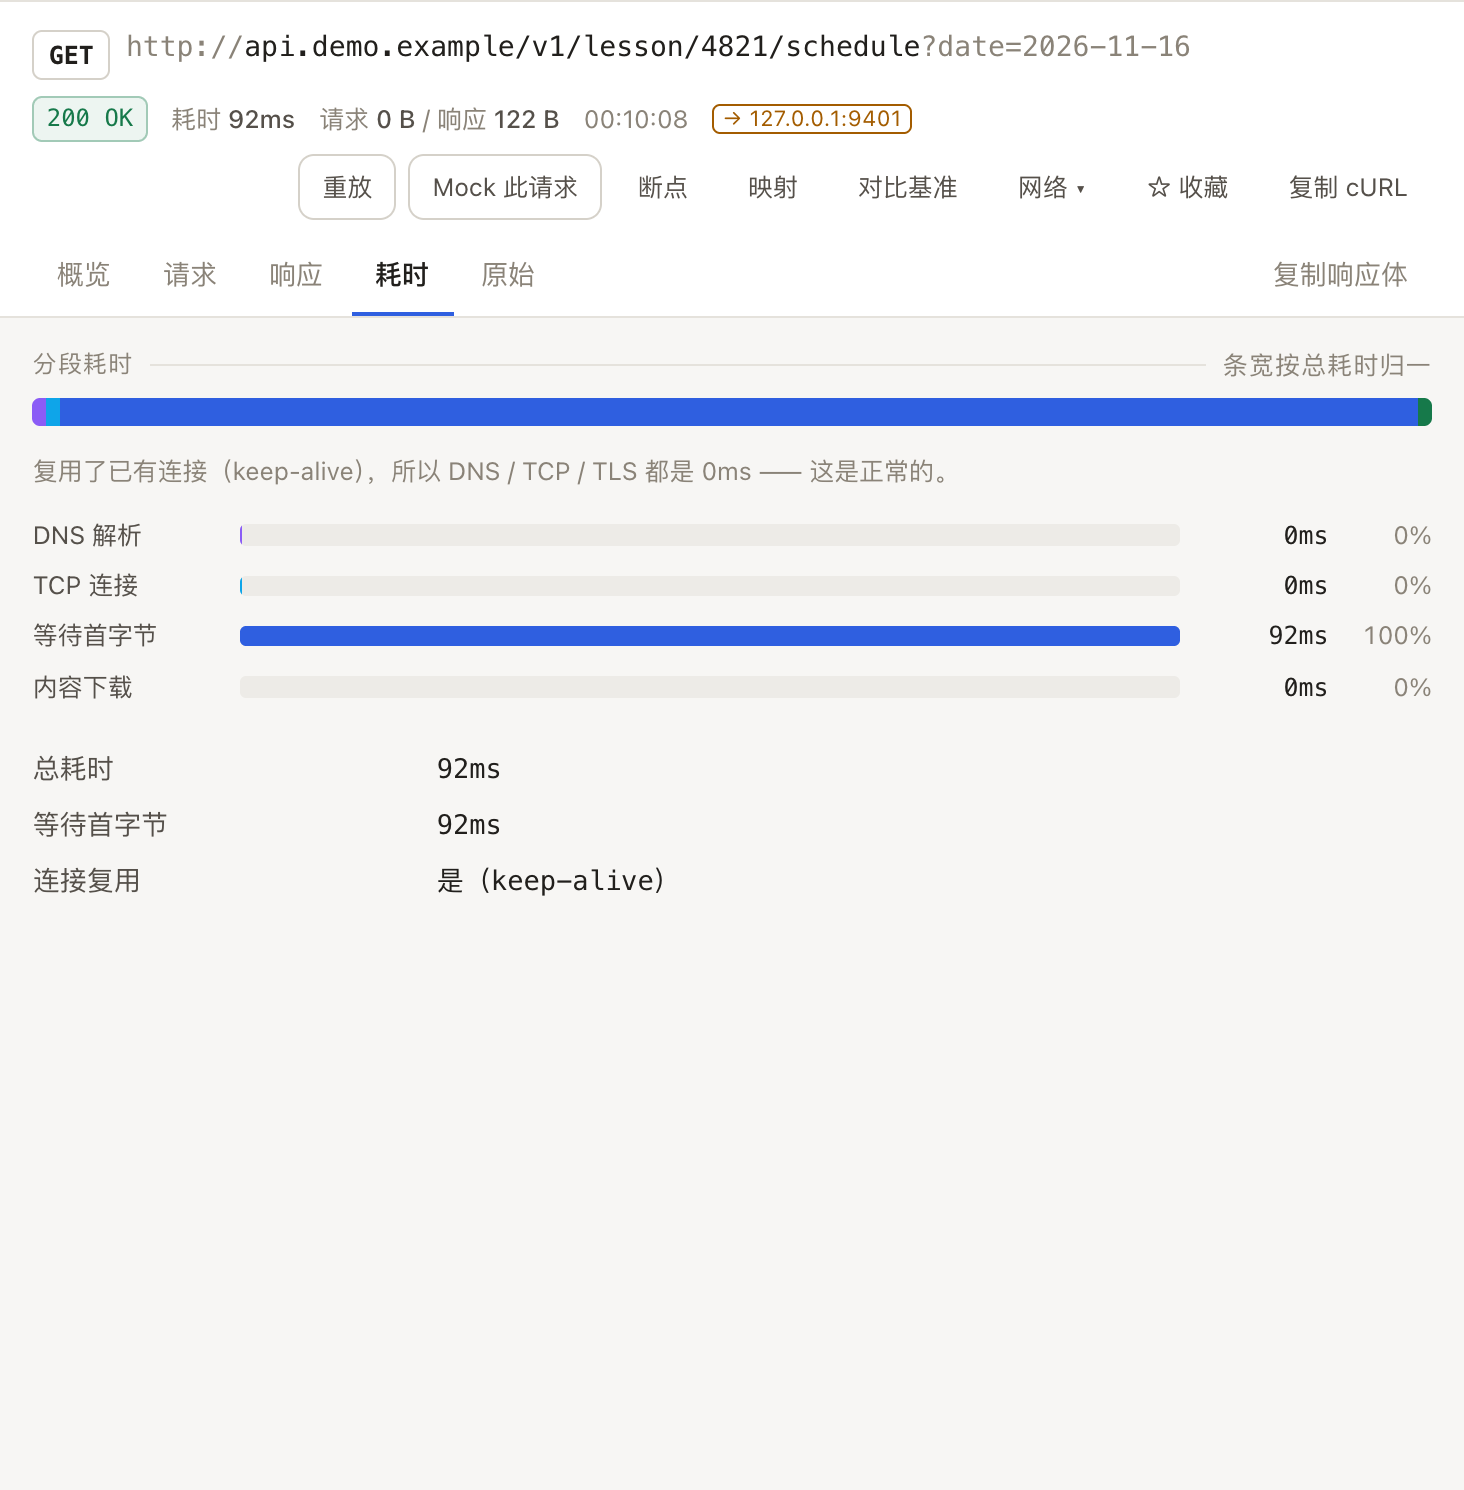 GET http://api.demo.example/v1/lesson/4821/schedule?date=2026-11-16
200 OK 耗时 92ms 请求 0 B / 响应 122 B 00:10:08 → 127.0.0.1:9401
重放 Mock 此请求 断点 映射 对比基准 网络 ▾ ☆ 收藏 复制 cURL
概览 请求 响应 耗时 原始 复制响应体
分段耗时 条宽按总耗时归一
复用了已有连接（keep-alive），所以 DNS / TCP / TLS 都是 0ms —— 这是正常的。
DNS 解析 0ms 0%
TCP 连接 0ms 0%
等待首字节 92ms 100%
内容下载 0ms 0%
总耗时 92ms
等待首字节 92ms
连接复用 是（keep-alive）